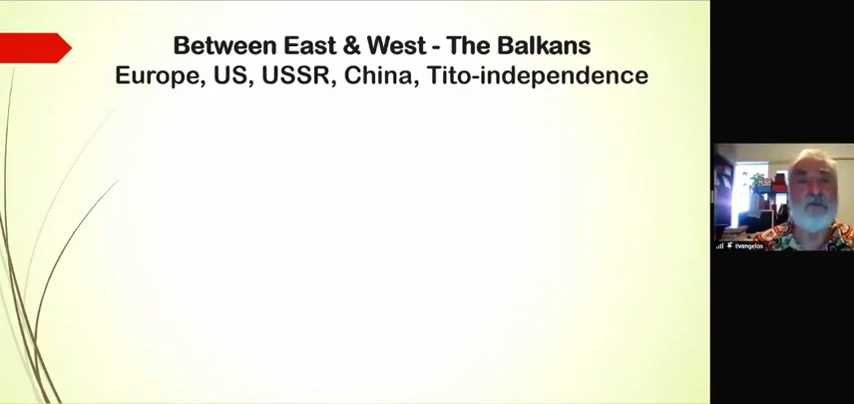 Between East & West - The Balkans
Europe, US, USSR, China, Tito-independence
Evangelos